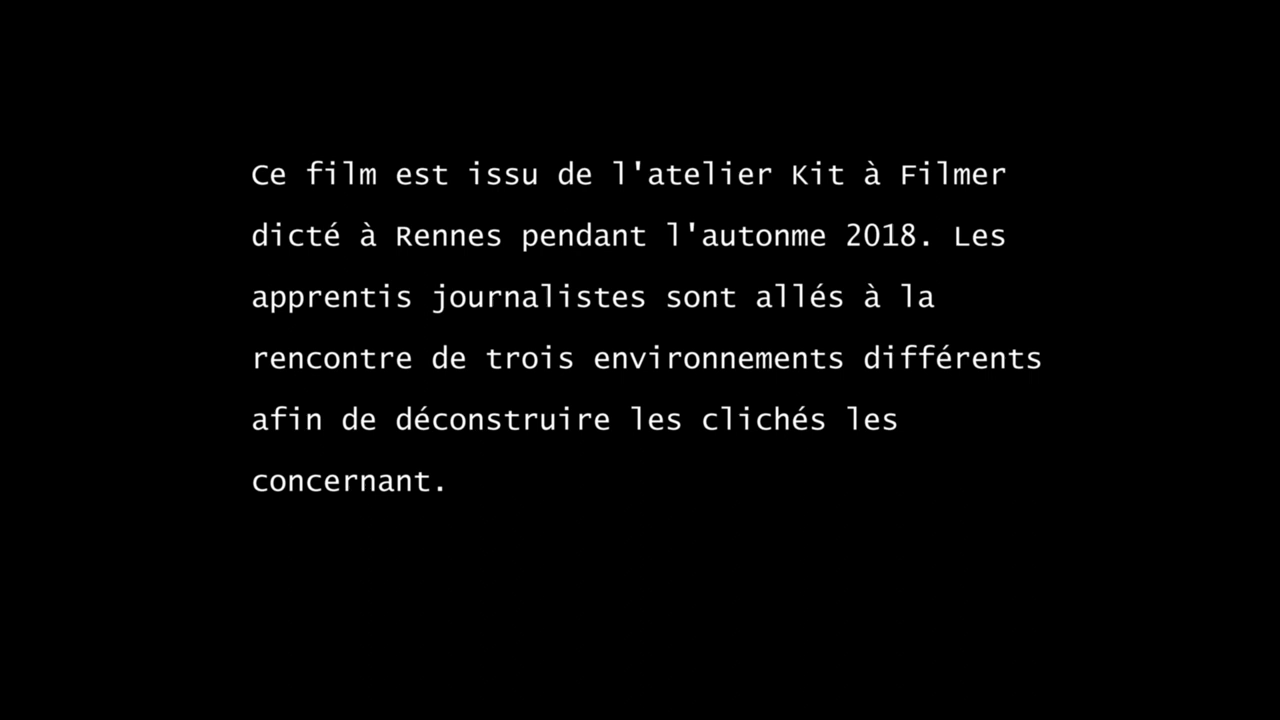 Ce film est issu de l'atelier Kit à Filmer
dicté à Rennes pendant l'autonme 2018. Les
apprentis journalistes sont allés à la
rencontre de trois environnements différents
afin de déconstruire les clichés les
concernant.